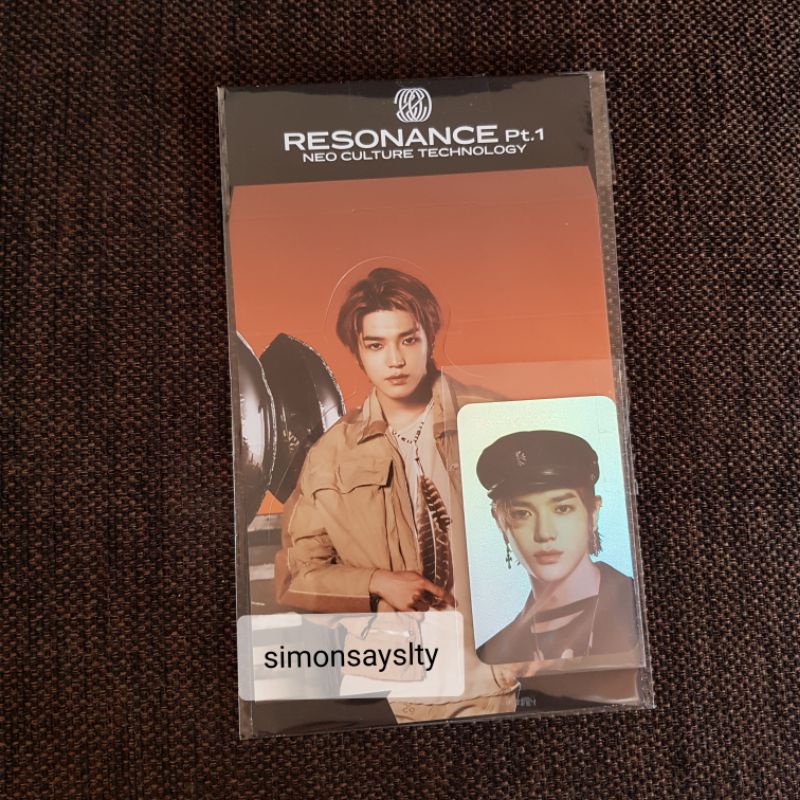 RESONANCE Pt.1
NEO CULTURE TECHNOLOGY
simonsayslty